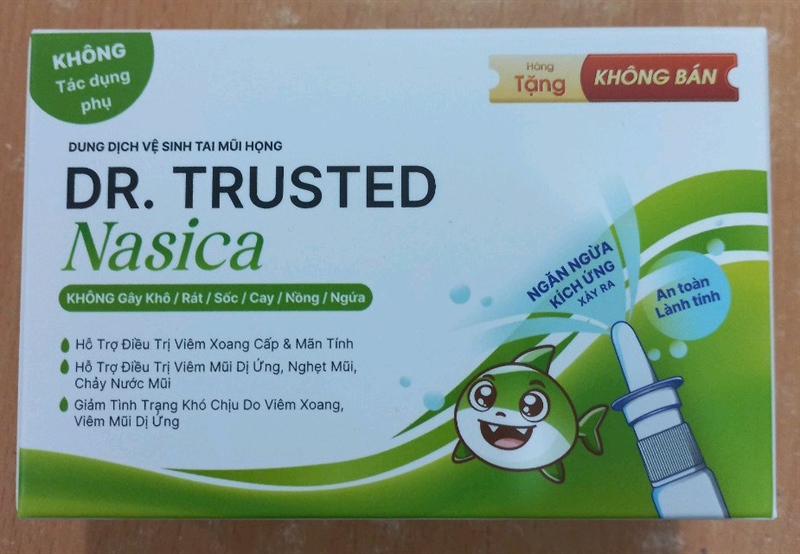 KHÔNG
Tác dụng
phụ
Hàng
Tặng
KHÔNG BÁN
DUNG DỊCH VỆ SINH TAI MŨI HỌNG
DR. TRUSTED
Nasica
KHÔNG Gây Khô / Rát / Sốc / Cay / Nồng / Ngứa
Hỗ Trợ Điều Trị Viêm Xoang Cấp & Mãn Tính
Hỗ Trợ Điều Trị Viêm Mũi Dị Ứng, Nghẹt Mũi,
Chảy Nước Mũi
Giảm Tình Trạng Khó Chịu Do Viêm Xoang,
Viêm Mũi Dị Ứng
NGĂN NGỪA
KÍCH ỨNG
XẢY RA
An toàn
Lành tính